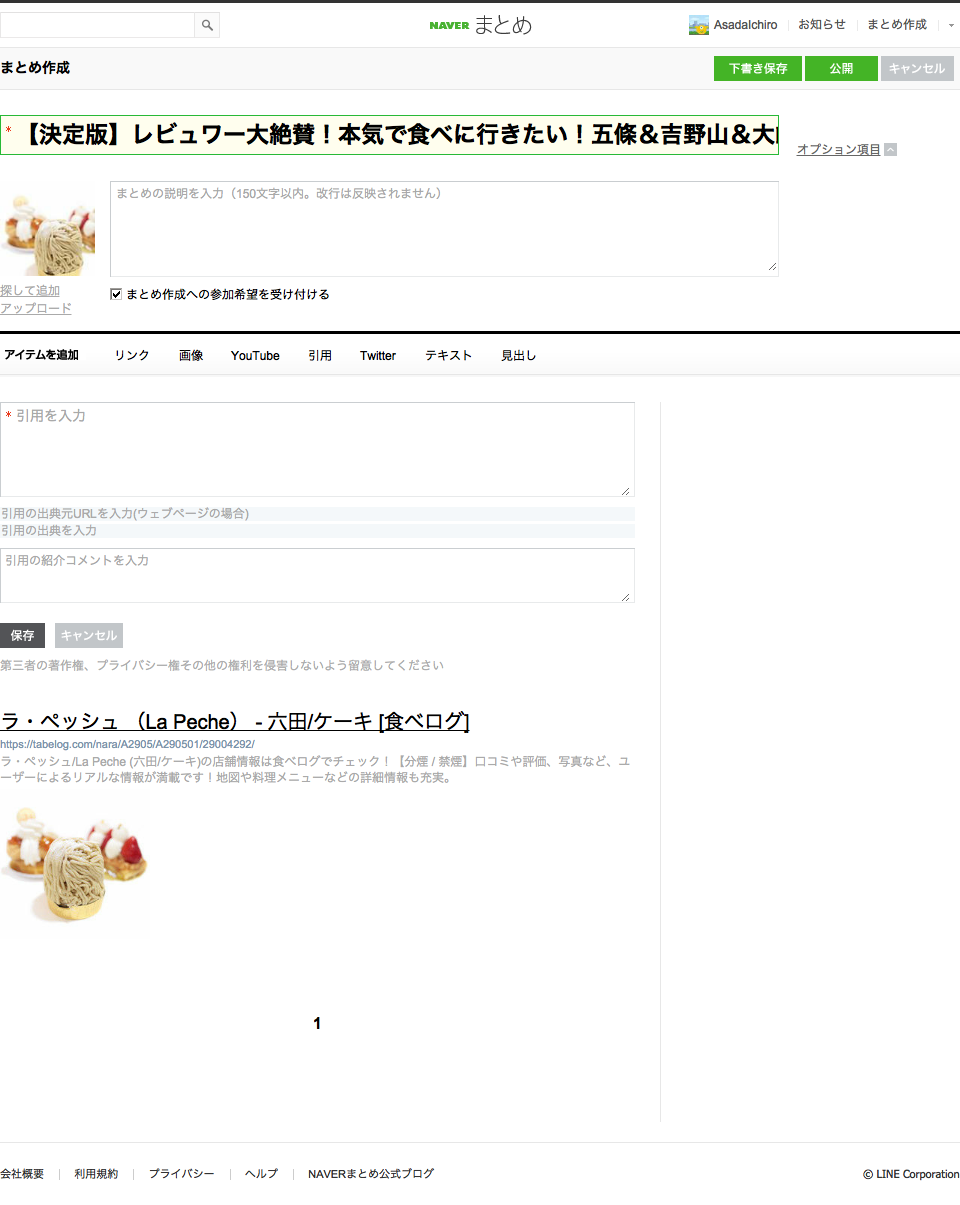 NAVER まとめ
AsadaIchiro
お知らせ
まとめ作成
まとめ作成
下書き保存
公開
キャンセル
* 【決定版】レビュワー大絶賛！本気で食べに行きたい！五條＆吉野山＆大
オプション項目
まとめの説明を入力（150文字以内。改行は反映されません）
探して追加
アップロード
まとめ作成への参加希望を受け付ける
アイテムを追加
リンク
画像
YouTube
引用
Twitter
テキスト
見出し
* 引用を入力
引用の出典元URLを入力(ウェブページの場合)
引用の出典を入力
引用の紹介コメントを入力
保存
キャンセル
第三者の著作権、プライバシー権その他の権利を侵害しないよう留意してください
ラ・ペッシュ （La Peche） - 六田/ケーキ [食べログ]
https://tabelog.com/nara/A2905/A290501/29004292/
ラ・ペッシュ/La Peche (六田/ケーキ)の店舗情報は食べログでチェック！【分煙 / 禁煙】口コミや評価、写真など、ユ
ーザーによるリアルな情報が満載です！地図や料理メニューなどの詳細情報も充実。
1
会社概要
利用規約
プライバシー
ヘルプ
NAVERまとめ公式ブログ
© LINE Corporation